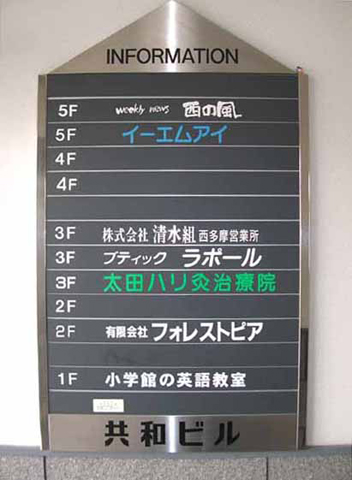 INFORMATION
5F weekly news 西の風
5F イーエムアイ
4F
4F
3F 株式会社 清水組 西多摩営業所
3F ブティック ラポール
3F 太田ハリ灸治療院
2F
2F 有限会社 フォレストピア
1F 小学館の英語教室
共和ビル